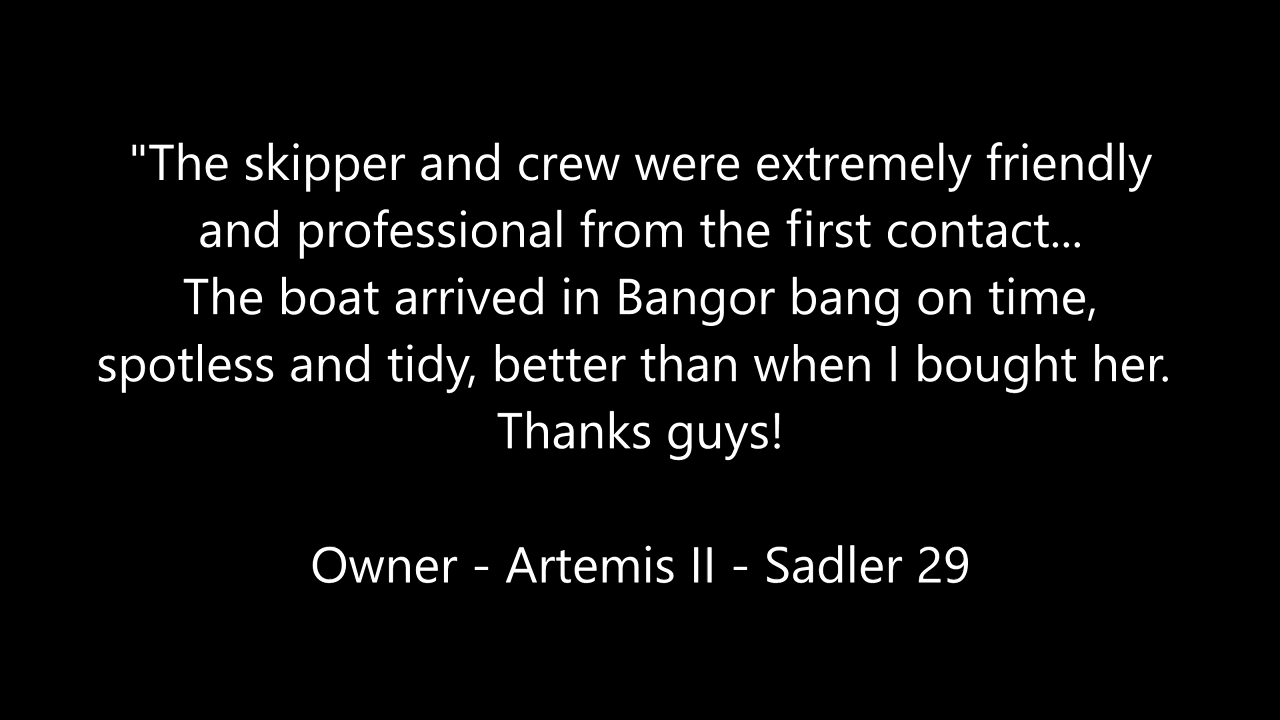 "The skipper and crew were extremely friendly
and professional from the first contact...
The boat arrived in Bangor bang on time,
spotless and tidy, better than when I bought her.
Thanks guys!
Owner - Artemis II - Sadler 29